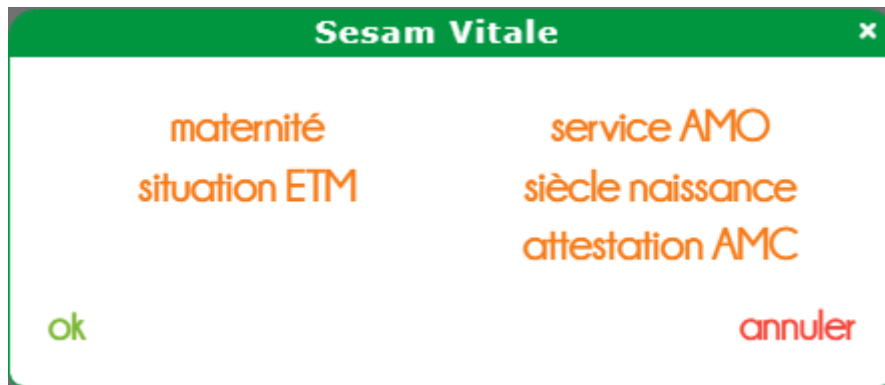 Sesam Vitale ×
maternité service AMO
situation ETM siècle naissance
attestation AMC
ok annuler